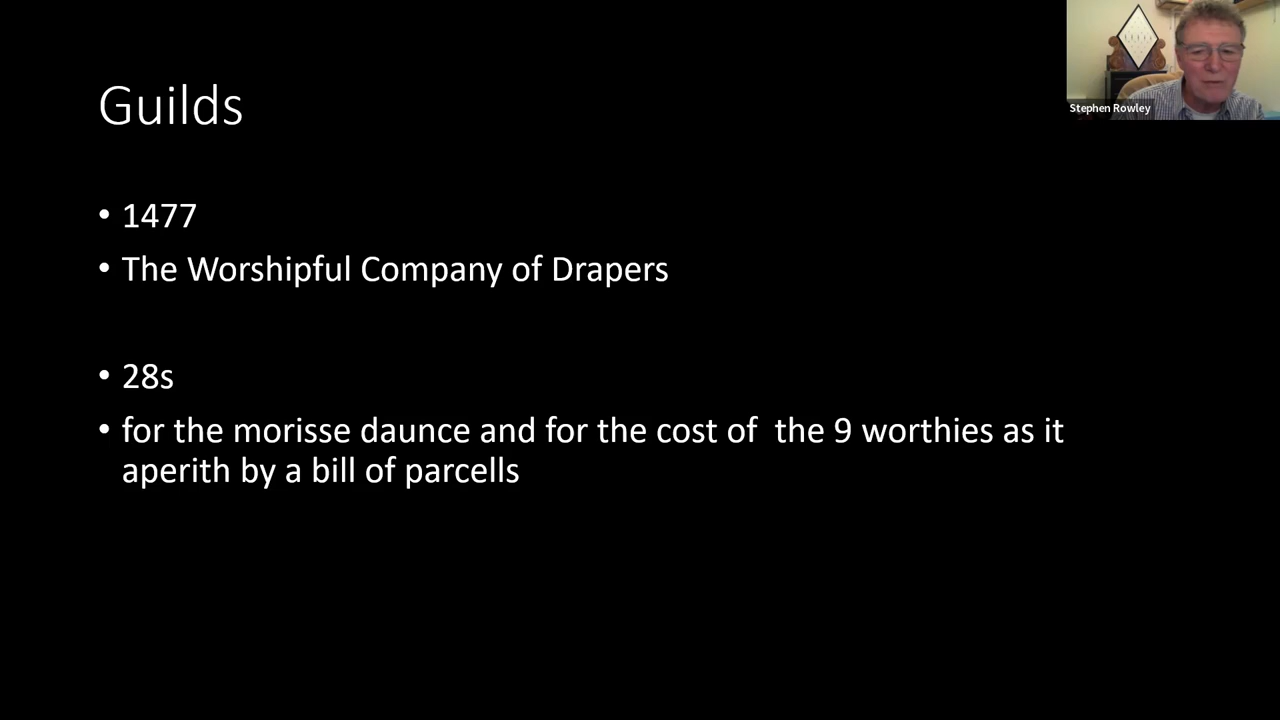 Guilds
Stephen Rowley
• 1477
• The Worshipful Company of Drapers
• 28s
• for the morisse daunce and for the cost of  the 9 worthies as it
aperith by a bill of parcells